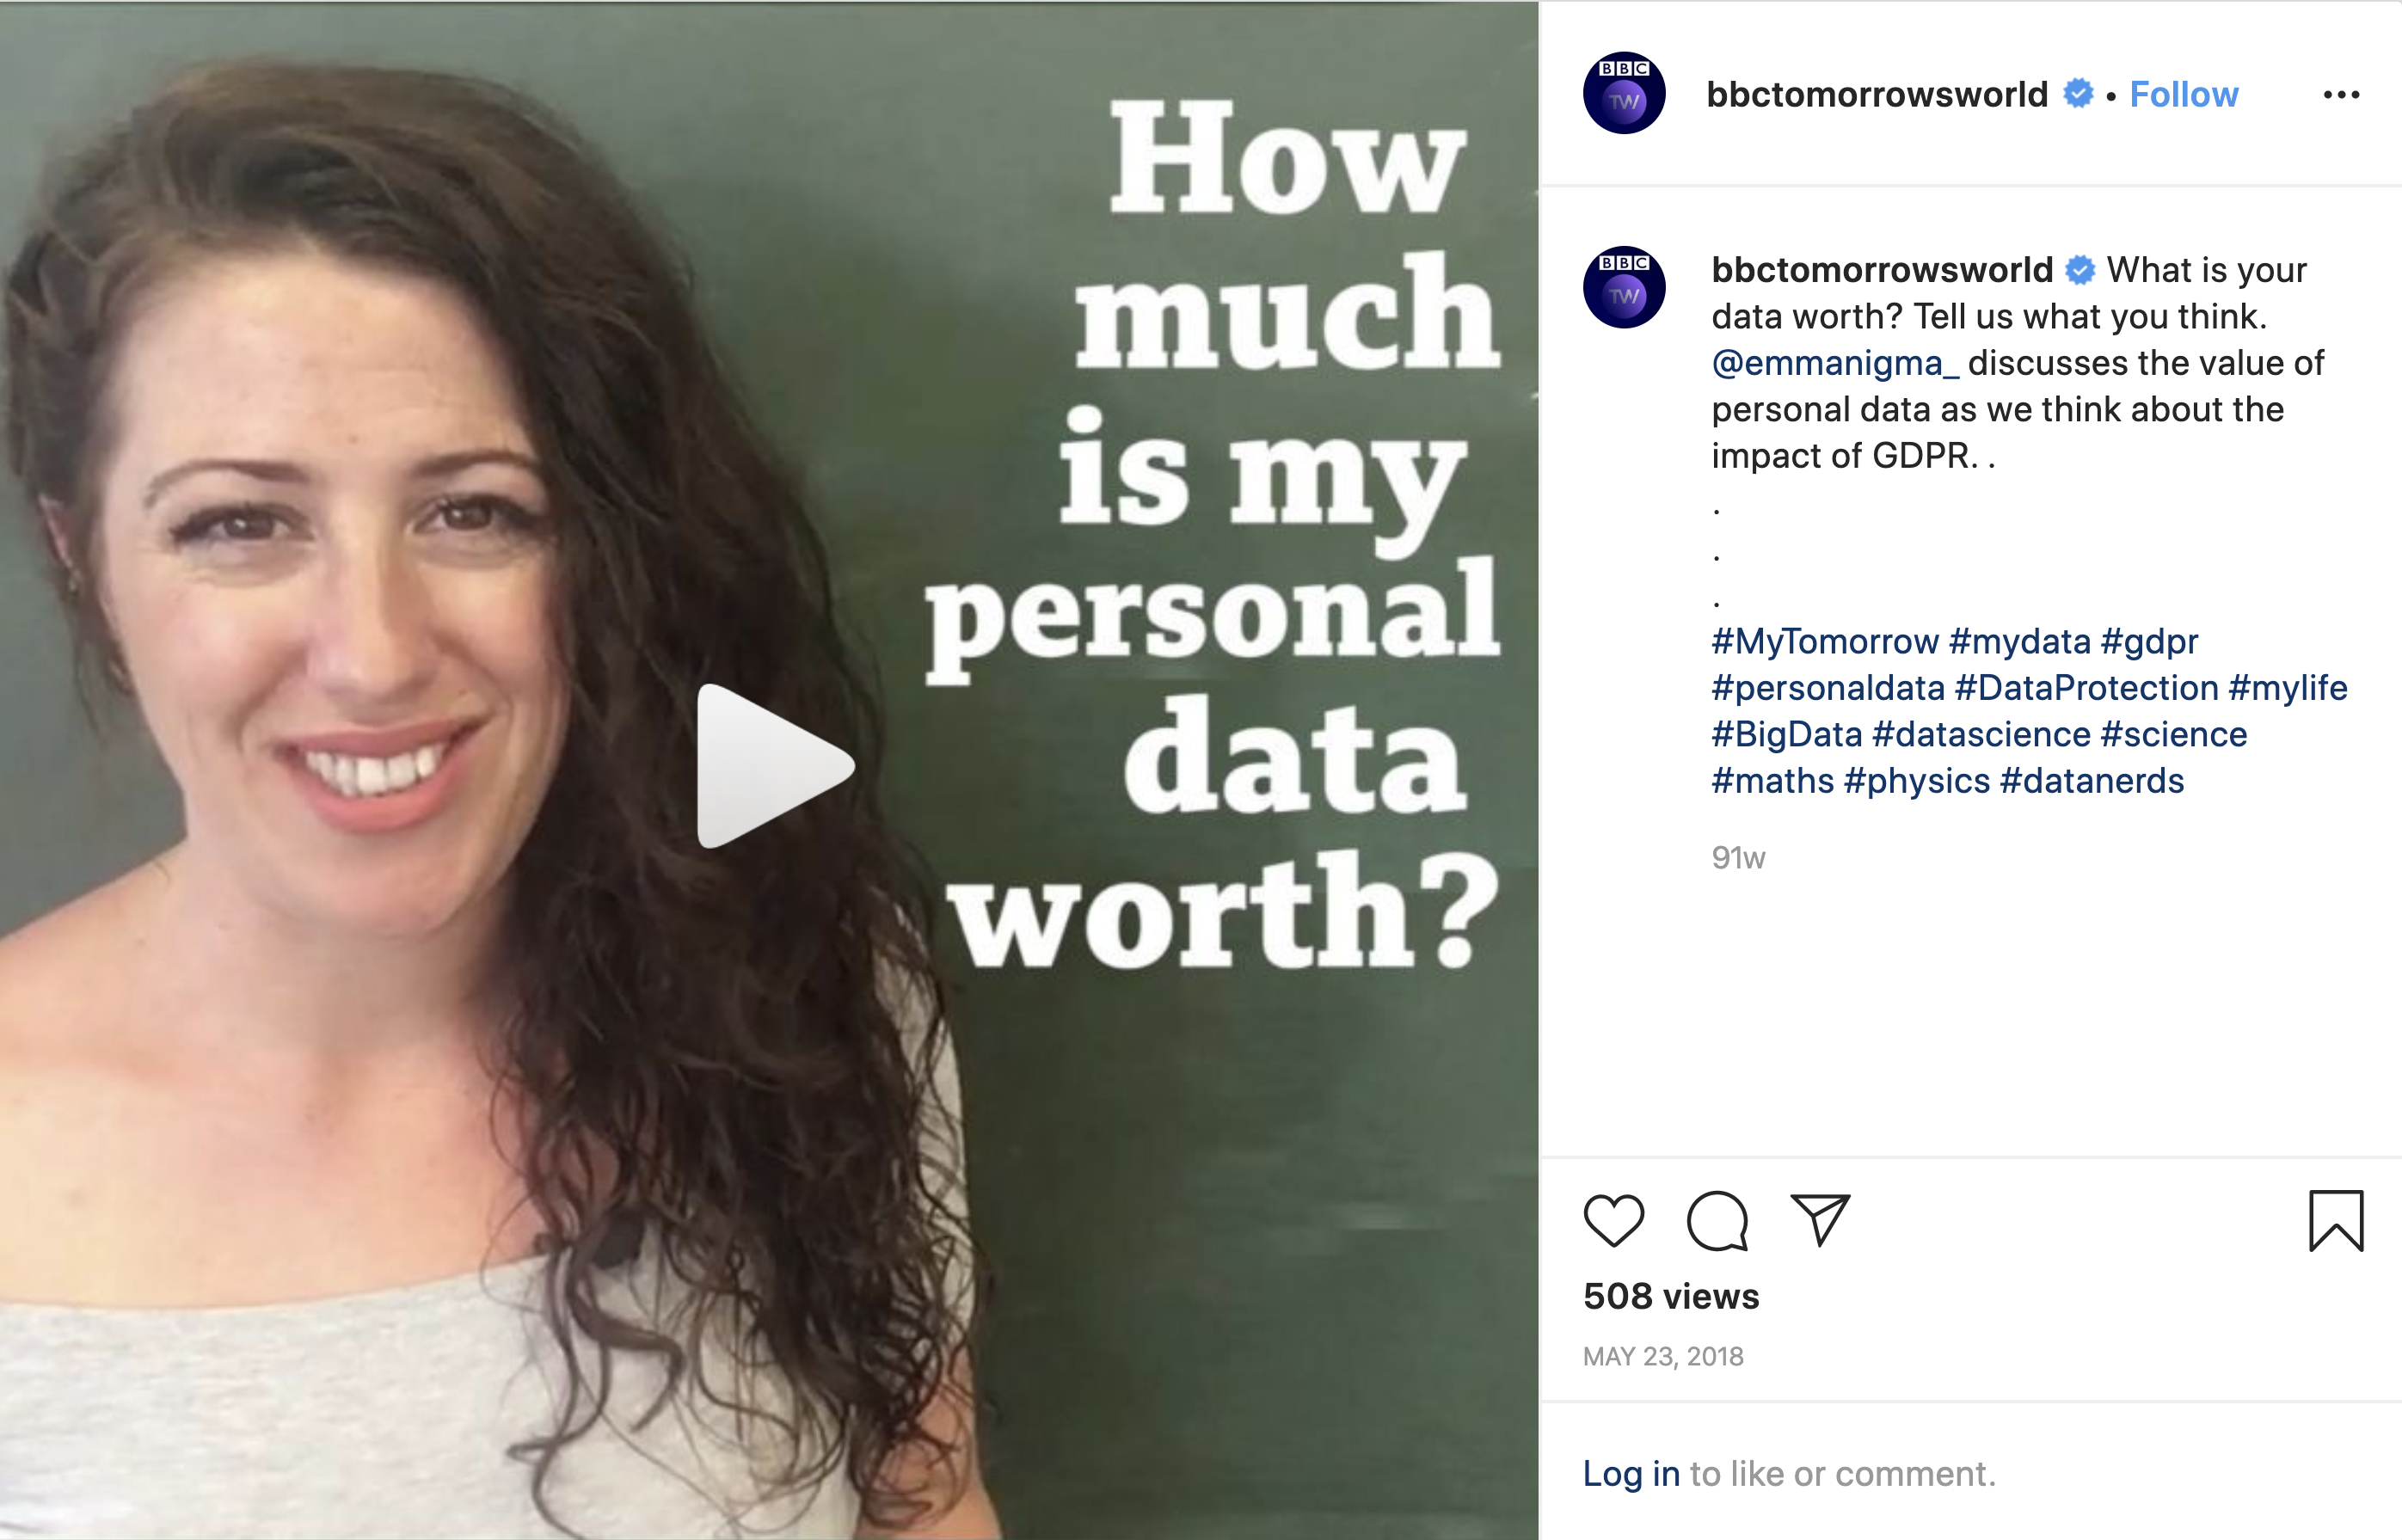 How
much
is my
personal
data
worth?
BBC
TW
bbctomorrowsworld • Follow
BBC
TW
bbctomorrowsworld What is your
data worth? Tell us what you think.
@emmanigma_ discusses the value of
personal data as we think about the
impact of GDPR. .
.
.
.
#MyTomorrow #mydata #gdpr
#personaldata #DataProtection #mylife
#BigData #datascience #science
#maths #physics #datanerds
91w
508 views
MAY 23, 2018
Log in to like or comment.